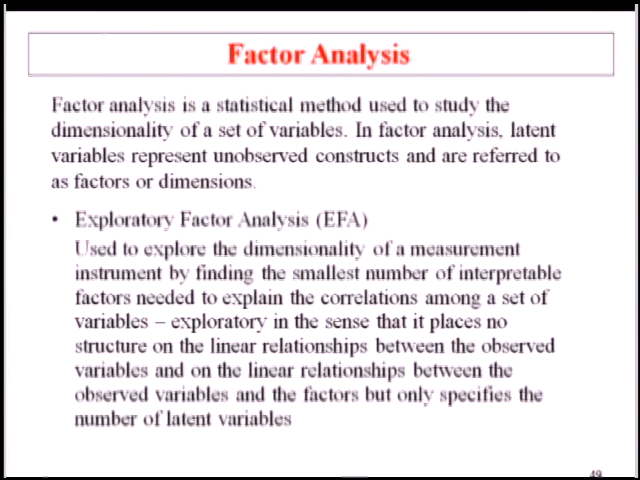 Factor Analysis
Factor analysis is a statistical method used to study the
dimensionality of a set of variables. In factor analysis, latent
variables represent unobserved constructs and are referred to
as factors or dimensions.
• Exploratory Factor Analysis (EFA)
Used to explore the dimensionality of a measurement
instrument by finding the smallest number of interpretable
factors needed to explain the correlations among a set of
variables – exploratory in the sense that it places no
structure on the linear relationships between the observed
variables and on the linear relationships between the
observed variables and the factors but only specifies the
number of latent variables
49